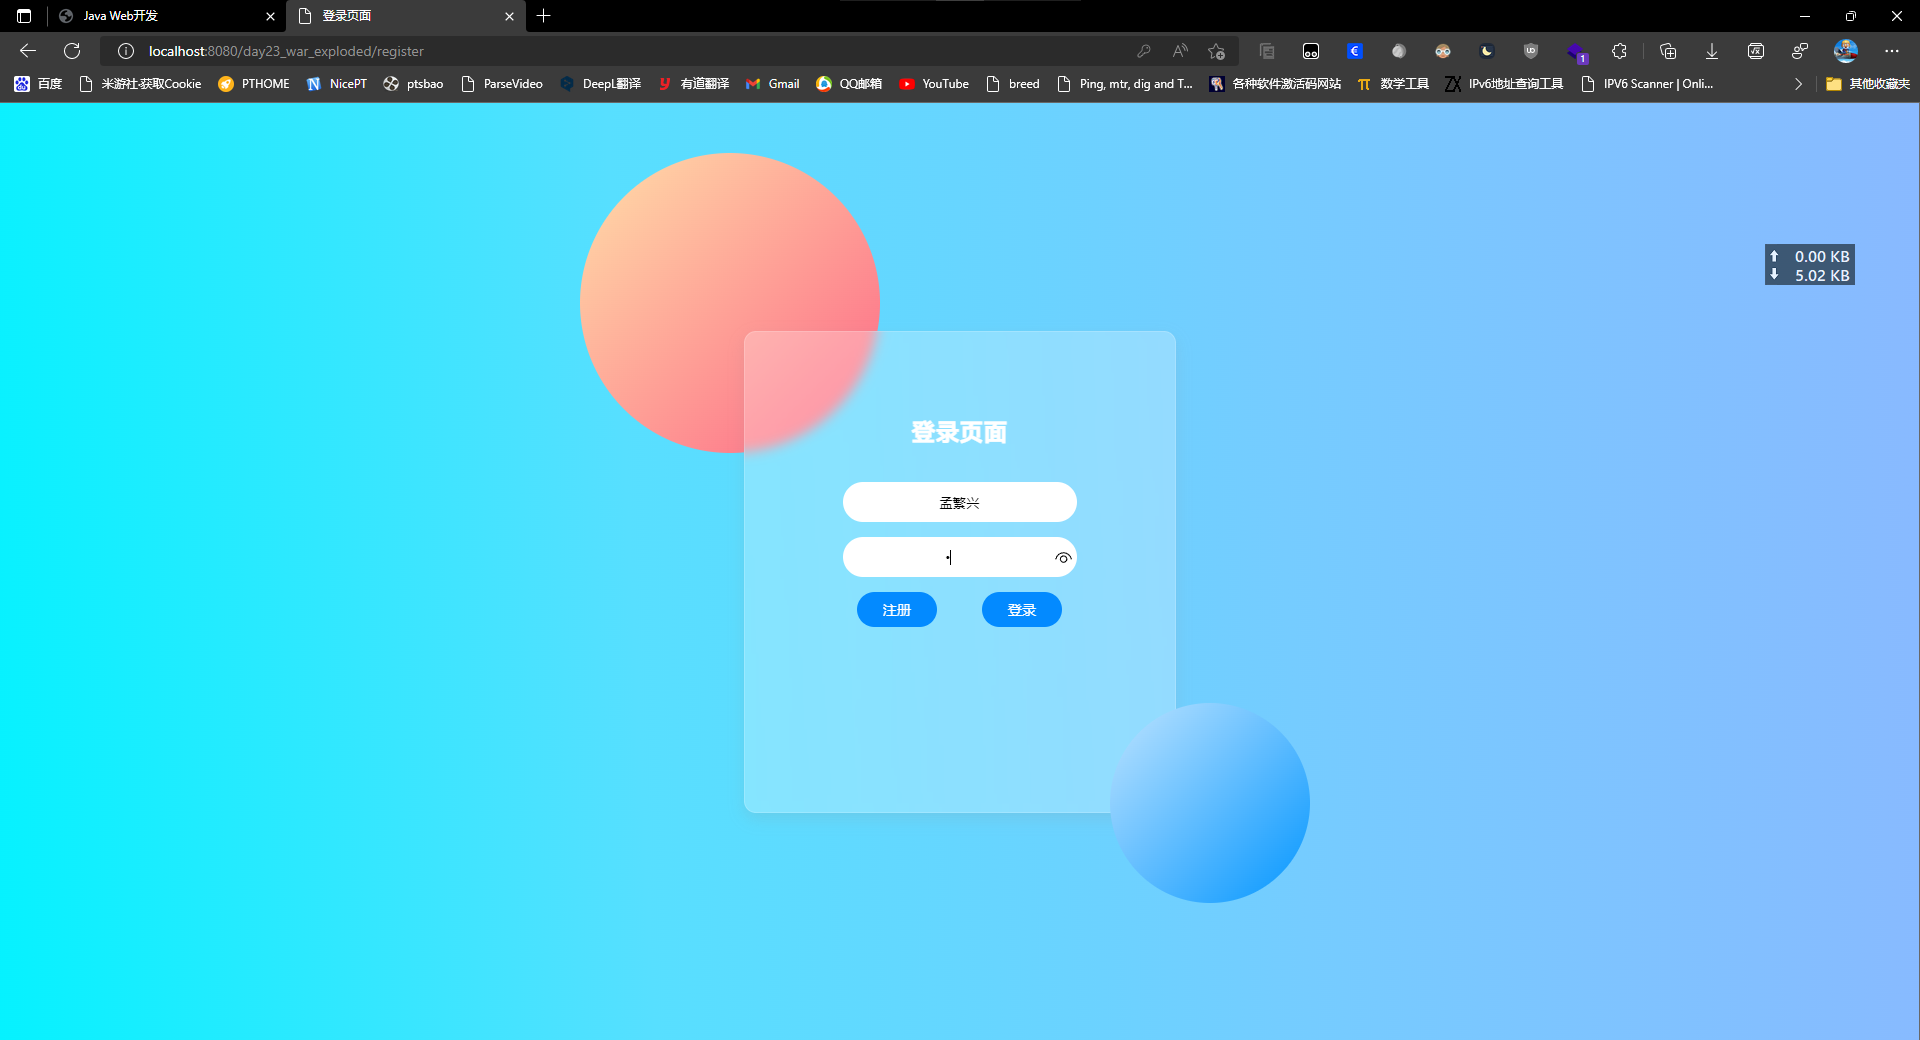 Java Web开发
登录页面
localhost:8080/day23_war_exploded/register
1
百度
米游社·获取Cookie
PTHOME
NicePT
ptsbao
ParseVideo
DeepL翻译
有道翻译
Gmail
QQ邮箱
YouTube
breed
Ping, mtr, dig and T...
各种软件激活码网站
数学工具
IPv6地址查询工具
IPV6 Scanner | Onli...
其他收藏夹
0.00 KB
5.02 KB
登录页面
孟繁兴
注册
登录